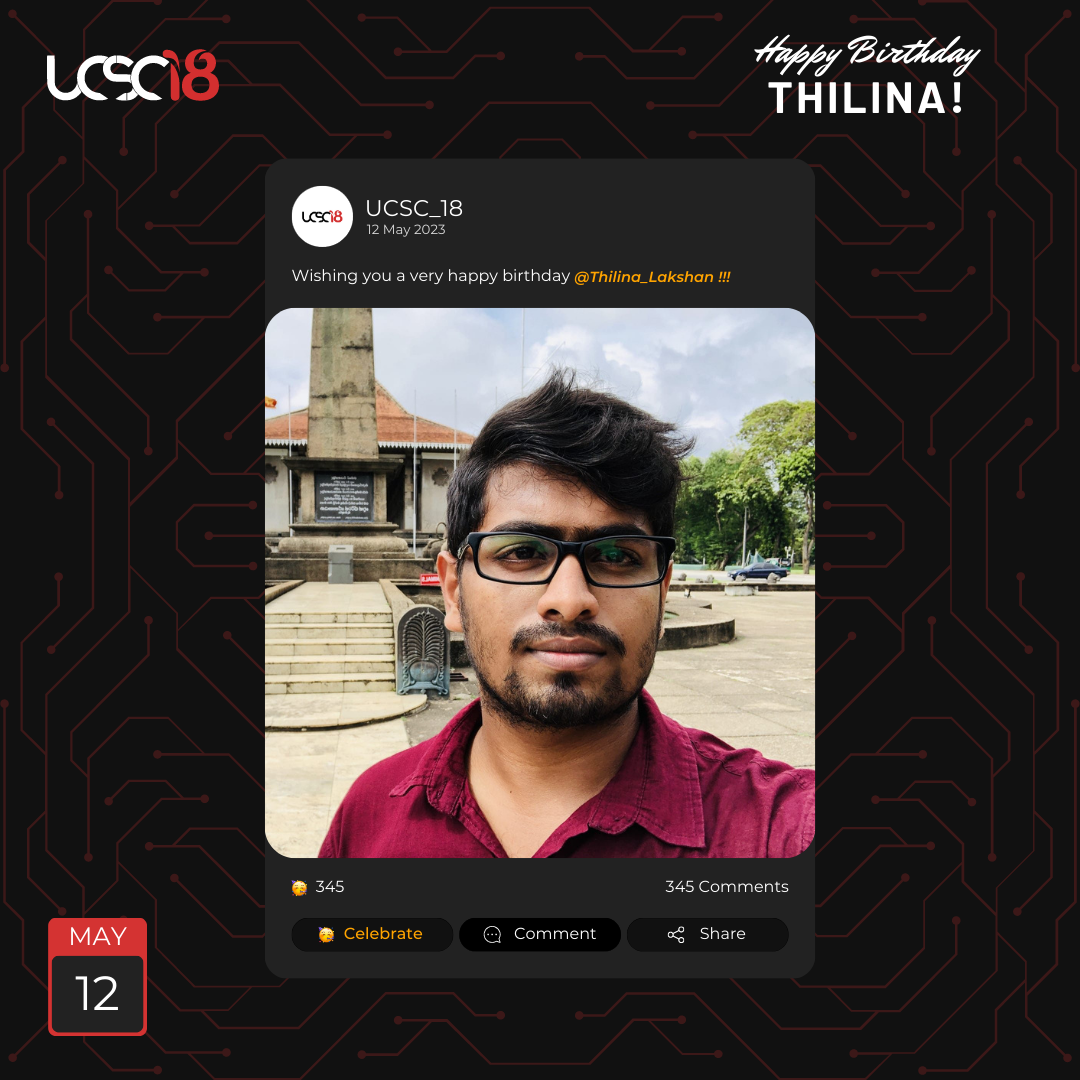 UCSC18
Happy Birthday
THILINA!
UCSC18
UCSC_18
12 May 2023
Wishing you a very happy birthday @Thilina_Lakshan !!!
345
345 Comments
Celebrate
Comment
Share
MAY
12